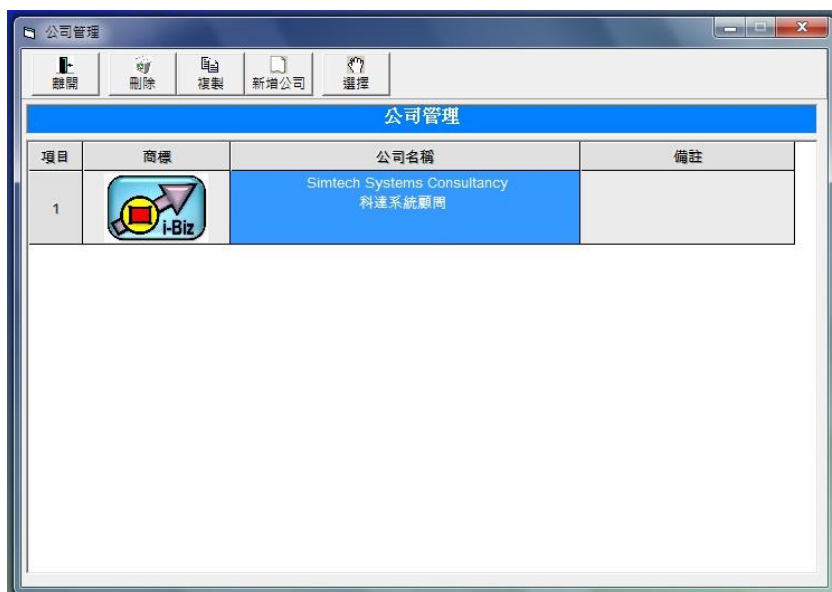 公司管理
離開 刪除 複製 新增公司 選擇
公司管理
項目 商標 公司名稱 備註
1 i-Biz Simtech Systems Consultancy
科達系統顧問